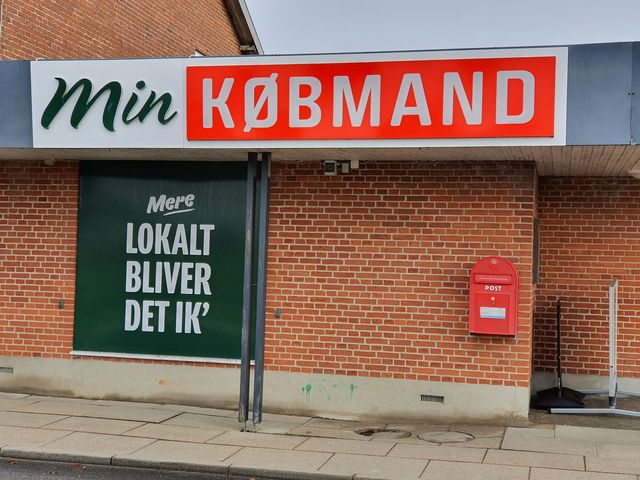 Min KØBMAND
Mere
LOKALT
BLIVER
DET IK'
POST